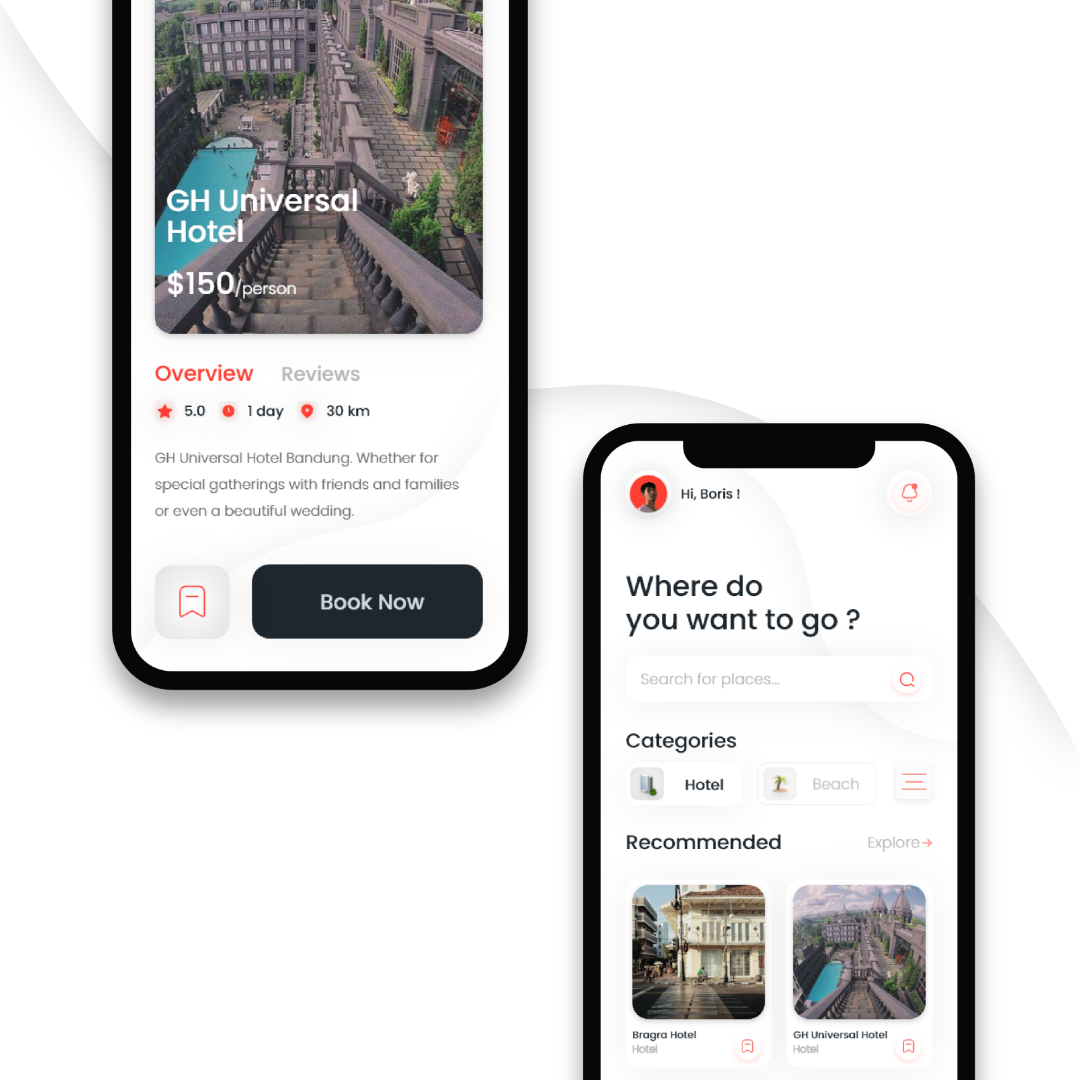 GH Universal
Hotel
$150/person
Overview Reviews
5.0 1 day 30 km
GH Universal Hotel Bandung. Whether for
special gatherings with friends and families
or even a beautiful wedding.
Book Now
Hi, Boris !
Where do
you want to go ?
Search for places...
Categories
Hotel Beach
Recommended Explore
Bragra Hotel
Hotel
GH Universal Hotel
Hotel